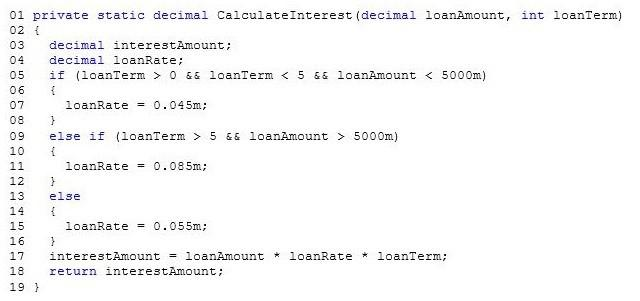 01 private static decimal CalculateInterest(decimal loanAmount, int loanTerm)
02 {
03   decimal interestAmount;
04   decimal loanRate;
05   if (loanTerm > 0 && loanTerm < 5 && loanAmount < 5000m)
06   {
07     loanRate = 0.045m;
08   }
09   else if (loanTerm > 5 && loanAmount > 5000m)
10   {
11     loanRate = 0.085m;
12   }
13   else
14   {
15     loanRate = 0.055m;
16   }
17   interestAmount = loanAmount * loanRate * loanTerm;
18   return interestAmount;
19 }